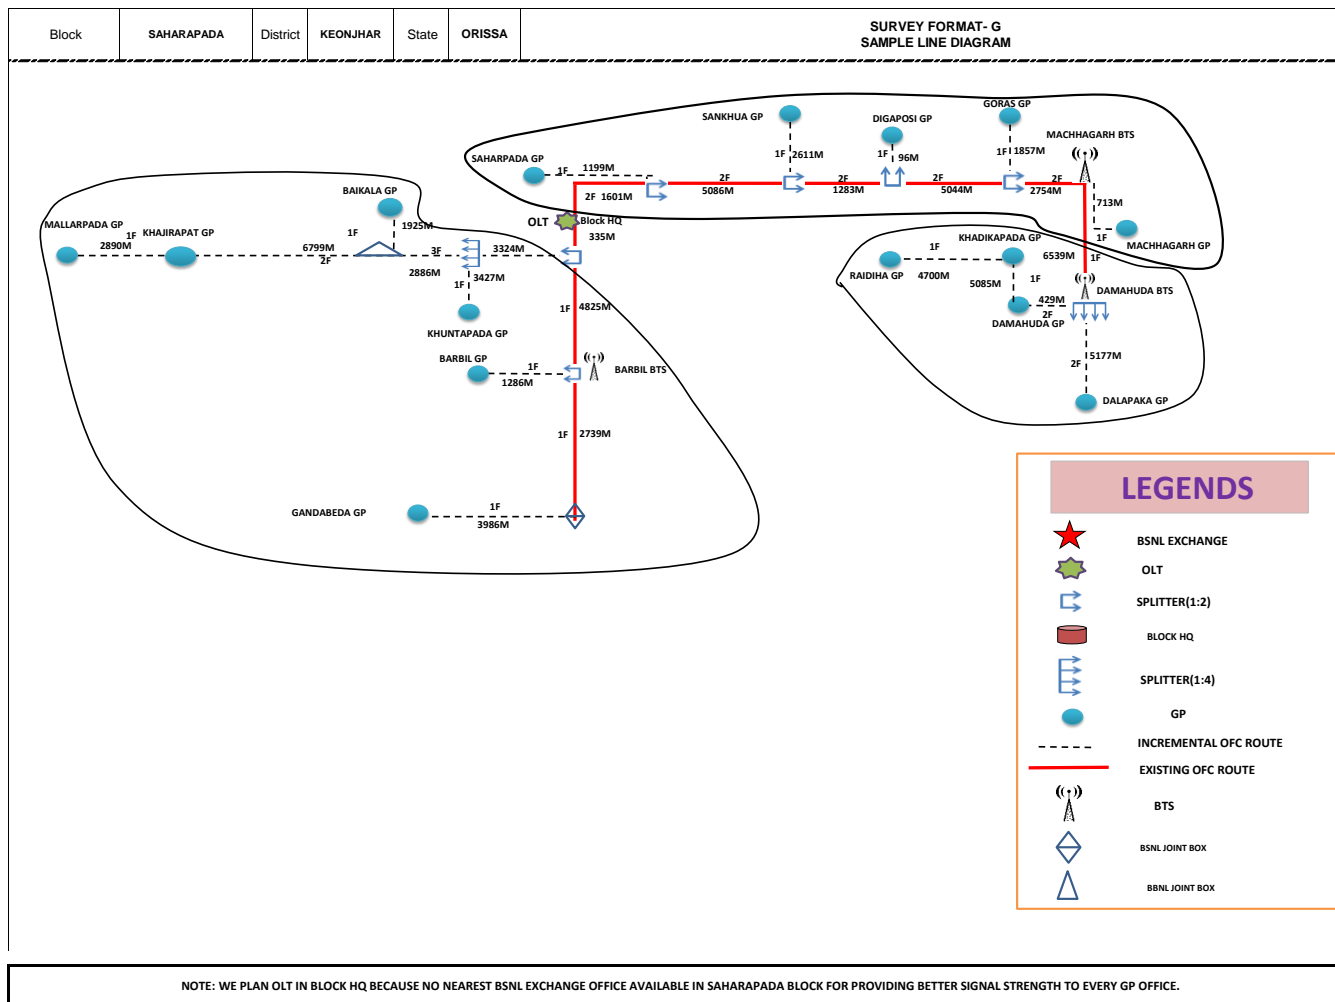 Block SAHARAPADA District KEONJHAR State ORISSA
SURVEY FORMAT- G
SAMPLE LINE DIAGRAM
SANKHUA GP
DIGAPOSI GP
GORAS GP
MACHHAGARH BTS
1F 2611M
1F
96M
1F 1857M
SAHARPADA GP
1F 1199M
2F
5086M
2F
1283M
2F
5044M
2F
2754M
2F 1601M
713M
1F
MACHHAGARH GP
OLT
Block HQ
335M
BAIKALA GP
1925M
1F
MALLARPADA GP
1F
2890M
KHAJIRAPAT GP
6799M
2F
3F
2886M
3324M
3427M
1F
KHUNTAPADA GP
1F 4825M
BARBIL GP
1F
1286M
BARBIL BTS
1F 2739M
GANDABEDA GP
1F
3986M
KHADIKAPADA GP
6539M
1F
RAIDIHA GP
1F
4700M
5085M
1F
DAMAHUDA BTS
429M
2F
DAMAHUDA GP
2F
5177M
DALAPAKA GP
LEGENDS
BSNL EXCHANGE
OLT
SPLITTER(1:2)
BLOCK HQ
SPLITTER(1:4)
GP
INCREMENTAL OFC ROUTE
EXISTING OFC ROUTE
BTS
BSNL JOINT BOX
BBNL JOINT BOX
NOTE: WE PLAN OLT IN BLOCK HQ BECAUSE NO NEAREST BSNL EXCHANGE OFFICE AVAILABLE IN SAHARAPADA BLOCK FOR PROVIDING BETTER SIGNAL STRENGTH TO EVERY GP OFFICE.